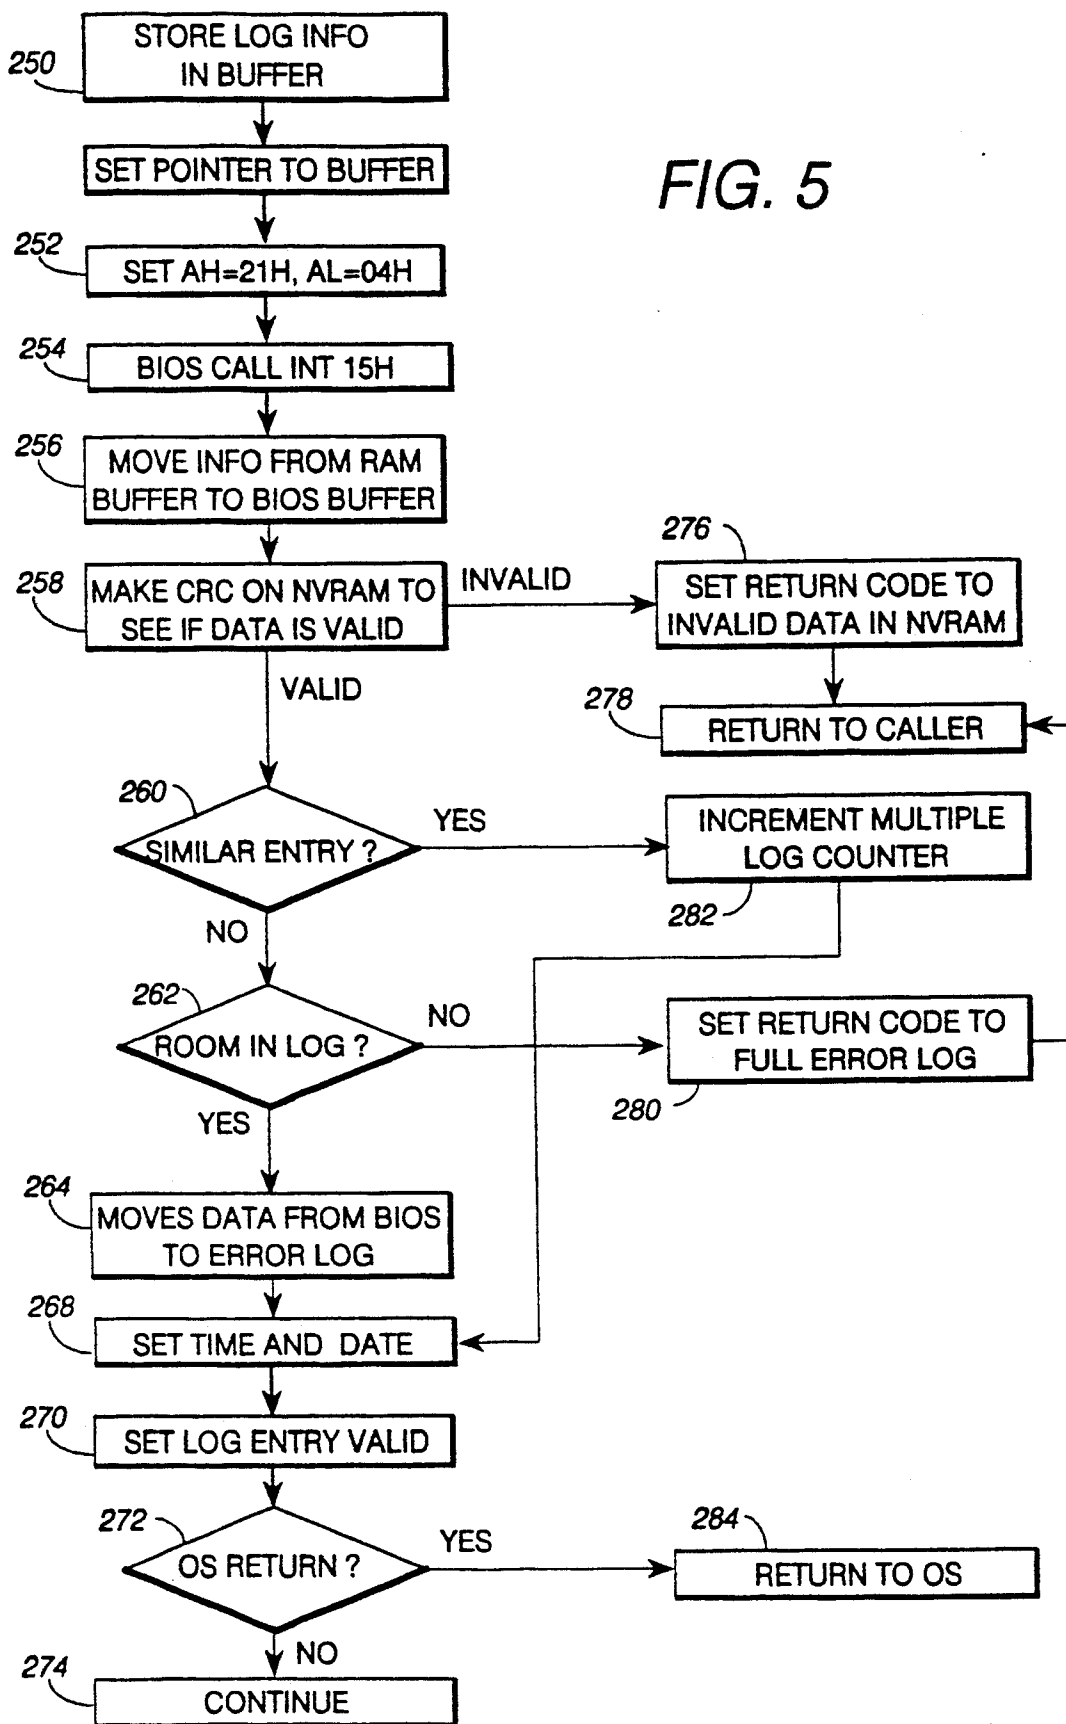 STORE LOG INFO
IN BUFFER
250
SET POINTER TO BUFFER
FIG. 5
252
SET AH=21H, AL=04H
254
BIOS CALL INT 15H
256
MOVE INFO FROM RAM
BUFFER TO BIOS BUFFER
258
MAKE CRC ON NVRAM TO
SEE IF DATA IS VALID
INVALID
276
SET RETURN CODE TO
INVALID DATA IN NVRAM
VALID
278
RETURN TO CALLER
260
SIMILAR ENTRY ?
YES
INCREMENT MULTIPLE
LOG COUNTER
282
NO
262
ROOM IN LOG ?
NO
SET RETURN CODE TO
FULL ERROR LOG
280
YES
264
MOVES DATA FROM BIOS
TO ERROR LOG
268
SET TIME AND DATE
270
SET LOG ENTRY VALID
272
OS RETURN ?
YES
284
RETURN TO OS
NO
274
CONTINUE